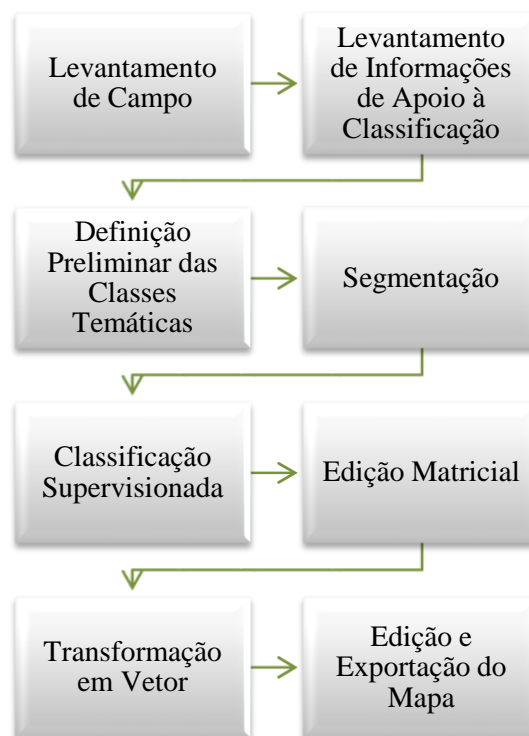 Levantamento
de Campo
Levantamento
de Informações
de Apoio à
Classificação
Definição
Preliminar das
Classes
Temáticas
Segmentação
Classificação
Supervisionada
Edição Matricial
Transformação
em Vetor
Edição e
Exportação do
Mapa